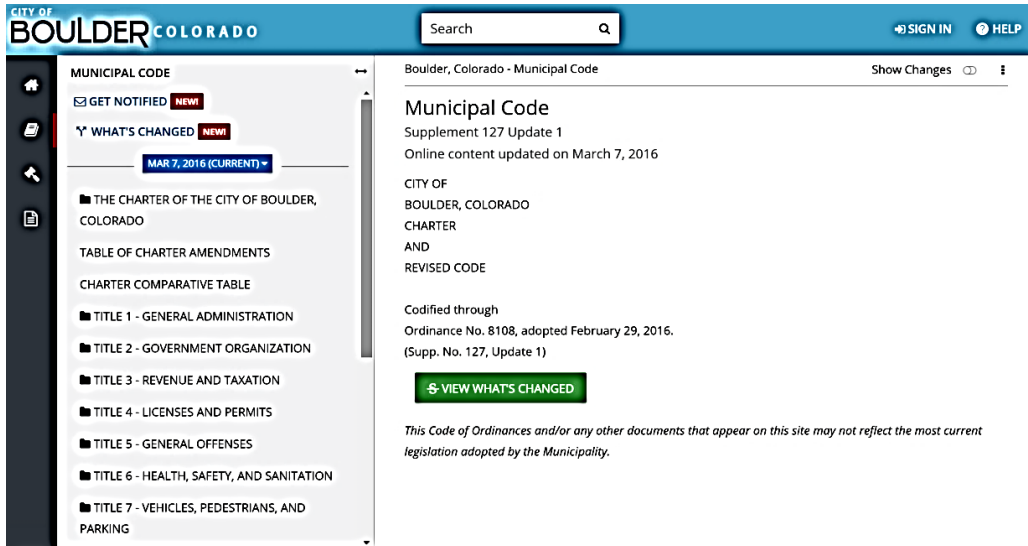 CITY OF
BOULDER COLORADO
Search
SIGN IN
HELP
MUNICIPAL CODE
GET NOTIFIED NEW!
WHAT'S CHANGED NEW!
MAR 7, 2016 (CURRENT)
THE CHARTER OF THE CITY OF BOULDER,
COLORADO
TABLE OF CHARTER AMENDMENTS
CHARTER COMPARATIVE TABLE
TITLE 1 - GENERAL ADMINISTRATION
TITLE 2 - GOVERNMENT ORGANIZATION
TITLE 3 - REVENUE AND TAXATION
TITLE 4 - LICENSES AND PERMITS
TITLE 5 - GENERAL OFFENSES
TITLE 6 - HEALTH, SAFETY, AND SANITATION
TITLE 7 - VEHICLES, PEDESTRIANS, AND
PARKING
Boulder, Colorado - Municipal Code
Show Changes
Municipal Code
Supplement 127 Update 1
Online content updated on March 7, 2016
CITY OF
BOULDER, COLORADO
CHARTER
AND
REVISED CODE
Codified through
Ordinance No. 8108, adopted February 29, 2016.
(Supp. No. 127, Update 1)
VIEW WHAT'S CHANGED
This Code of Ordinances and/or any other documents that appear on this site may not reflect the most current
legislation adopted by the Municipality.